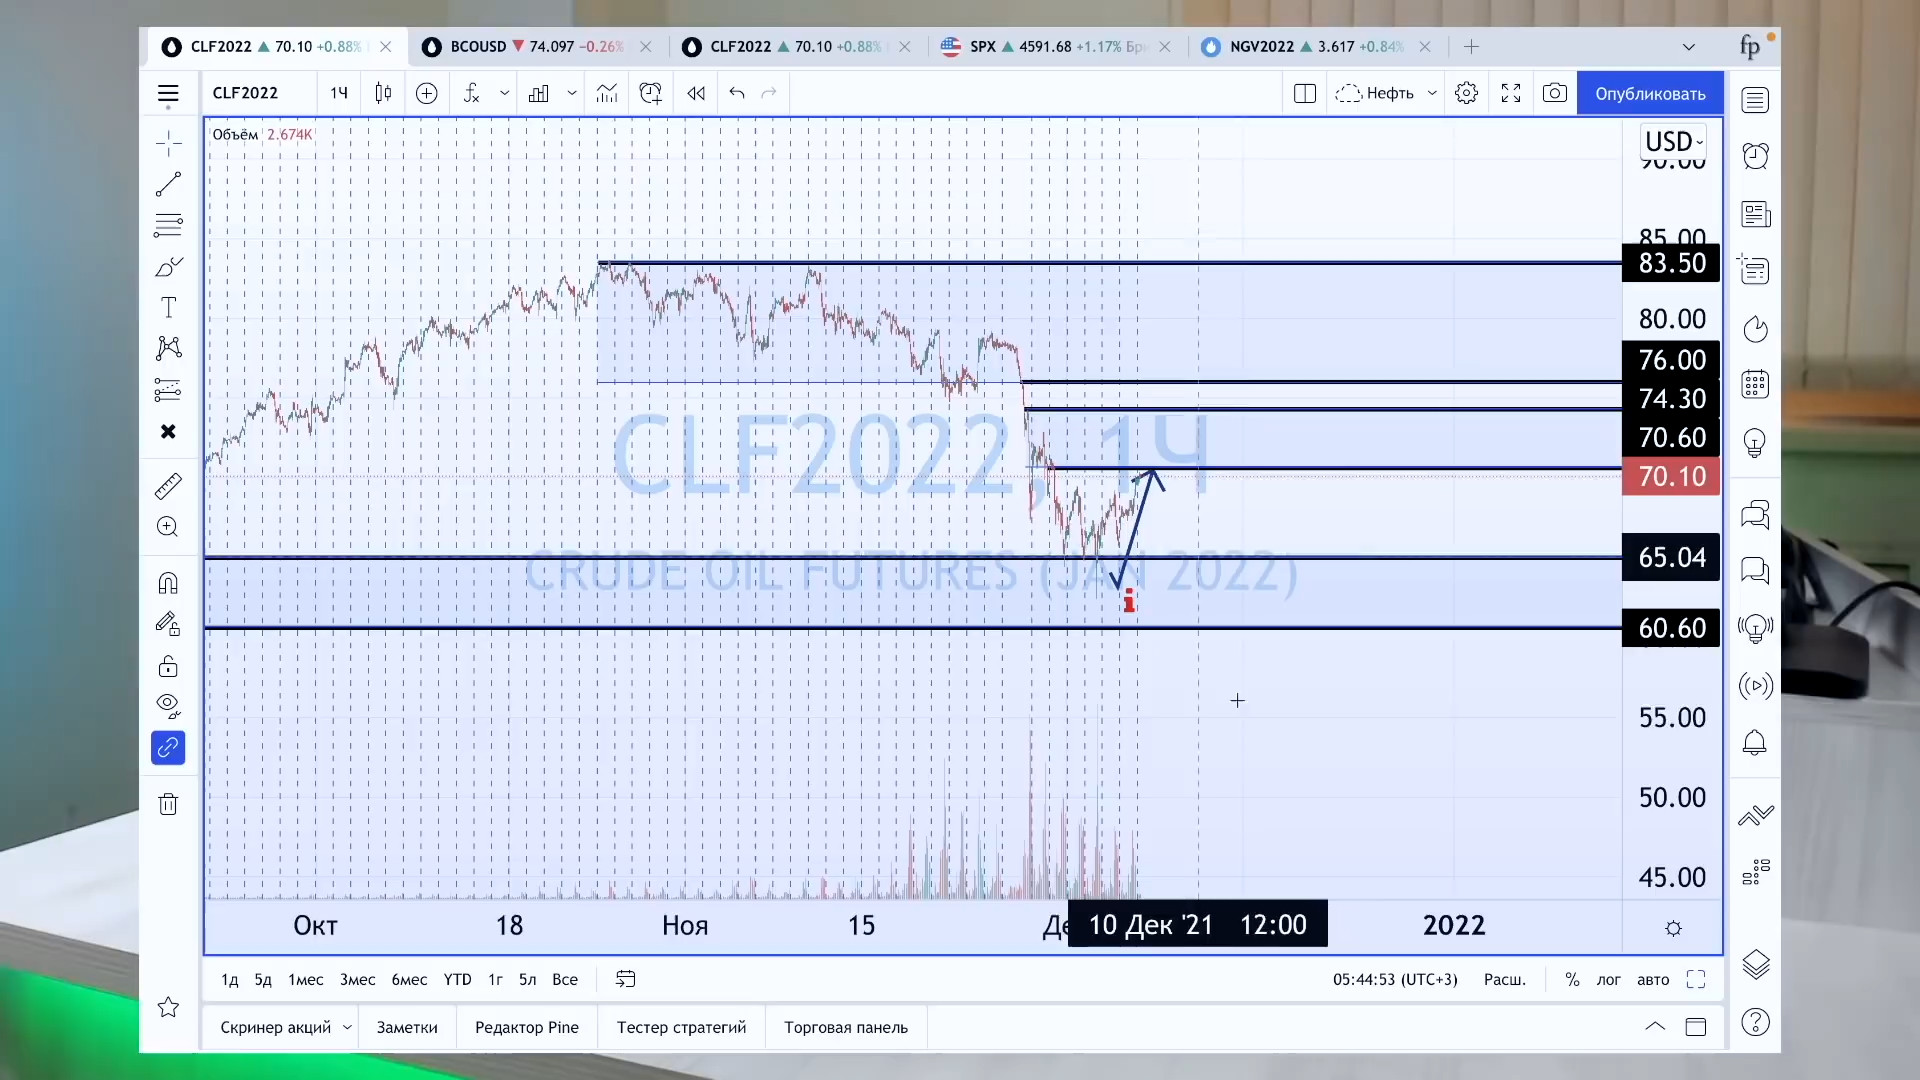 CLF2022 70.10 +0.88%
BCOUSD 74.097 −0.26%
CLF2022 70.10 +0.88%
SPX 4591.68 +1.17%
NGV2022 3.617 +0.84%
fp
CLF2022 1Ч
Нефть
Опубликовать
Объём 2.674K
USD
90.00
85.00
83.50
80.00
76.00
74.30
70.60
70.10
65.04
60.60
55.00
50.00
45.00
CLF2022, 1Ч
CRUDE OIL FUTURES (JAN 2022)
i
Окт 18 Ноя 15 10 Дек '21 12:00 2022
1д 5д 1мес 3мес 6мес YTD 1г 5л Все
05:44:53 (UTC+3) Расш. % лог авто
Скринер акций Заметки Редактор Pine Тестер стратегий Торговая панель